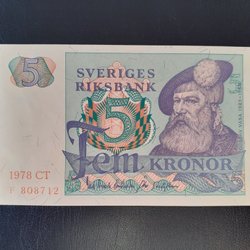 5
SVERIGES
RIKSBANK
5
fem KRONOR
1978 CT
F 808712